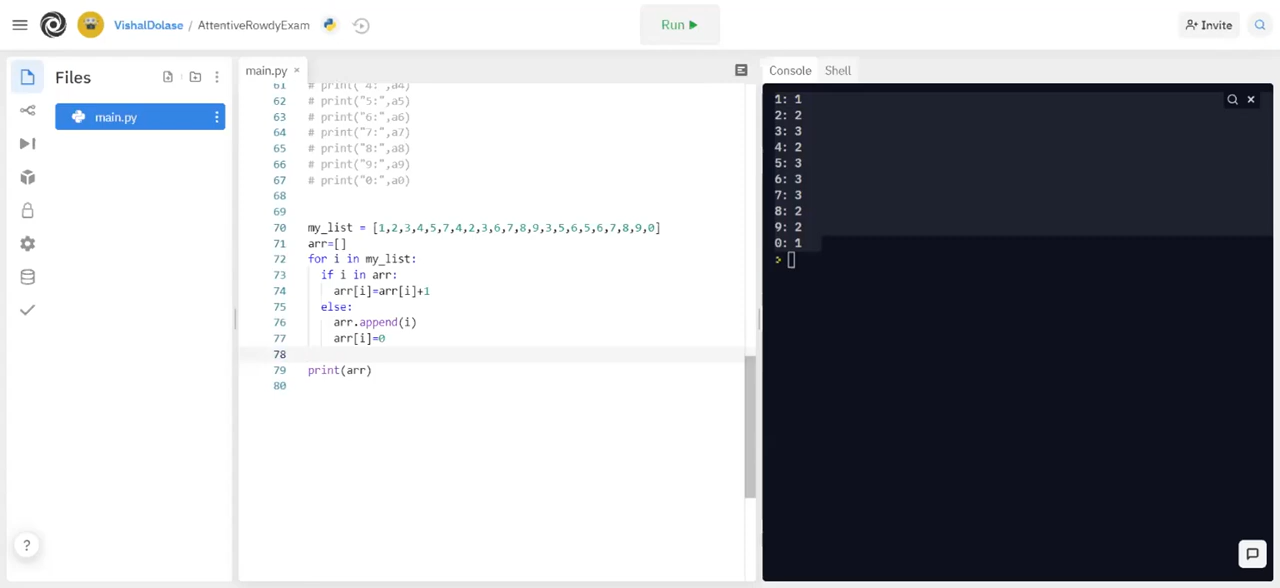 VishalDolase / AttentiveRowdyExam
Run
Invite
Files
main.py
main.py
61 # print("4:",a4)
62 # print("5:",a5)
63 # print("6:",a6)
64 # print("7:",a7)
65 # print("8:",a8)
66 # print("9:",a9)
67 # print("0:",a0)
68
69
70 my_list = [1,2,3,4,5,7,4,2,3,6,7,8,9,3,5,6,5,6,7,8,9,0]
71 arr=[]
72 for i in my_list:
73 if i in arr:
74 arr[i]=arr[i]+1
75 else:
76 arr.append(i)
77 arr[i]=0
78
79 print(arr)
80
Console Shell
1: 1
2: 2
3: 3
4: 2
5: 3
6: 3
7: 3
8: 2
9: 2
0: 1
>
?